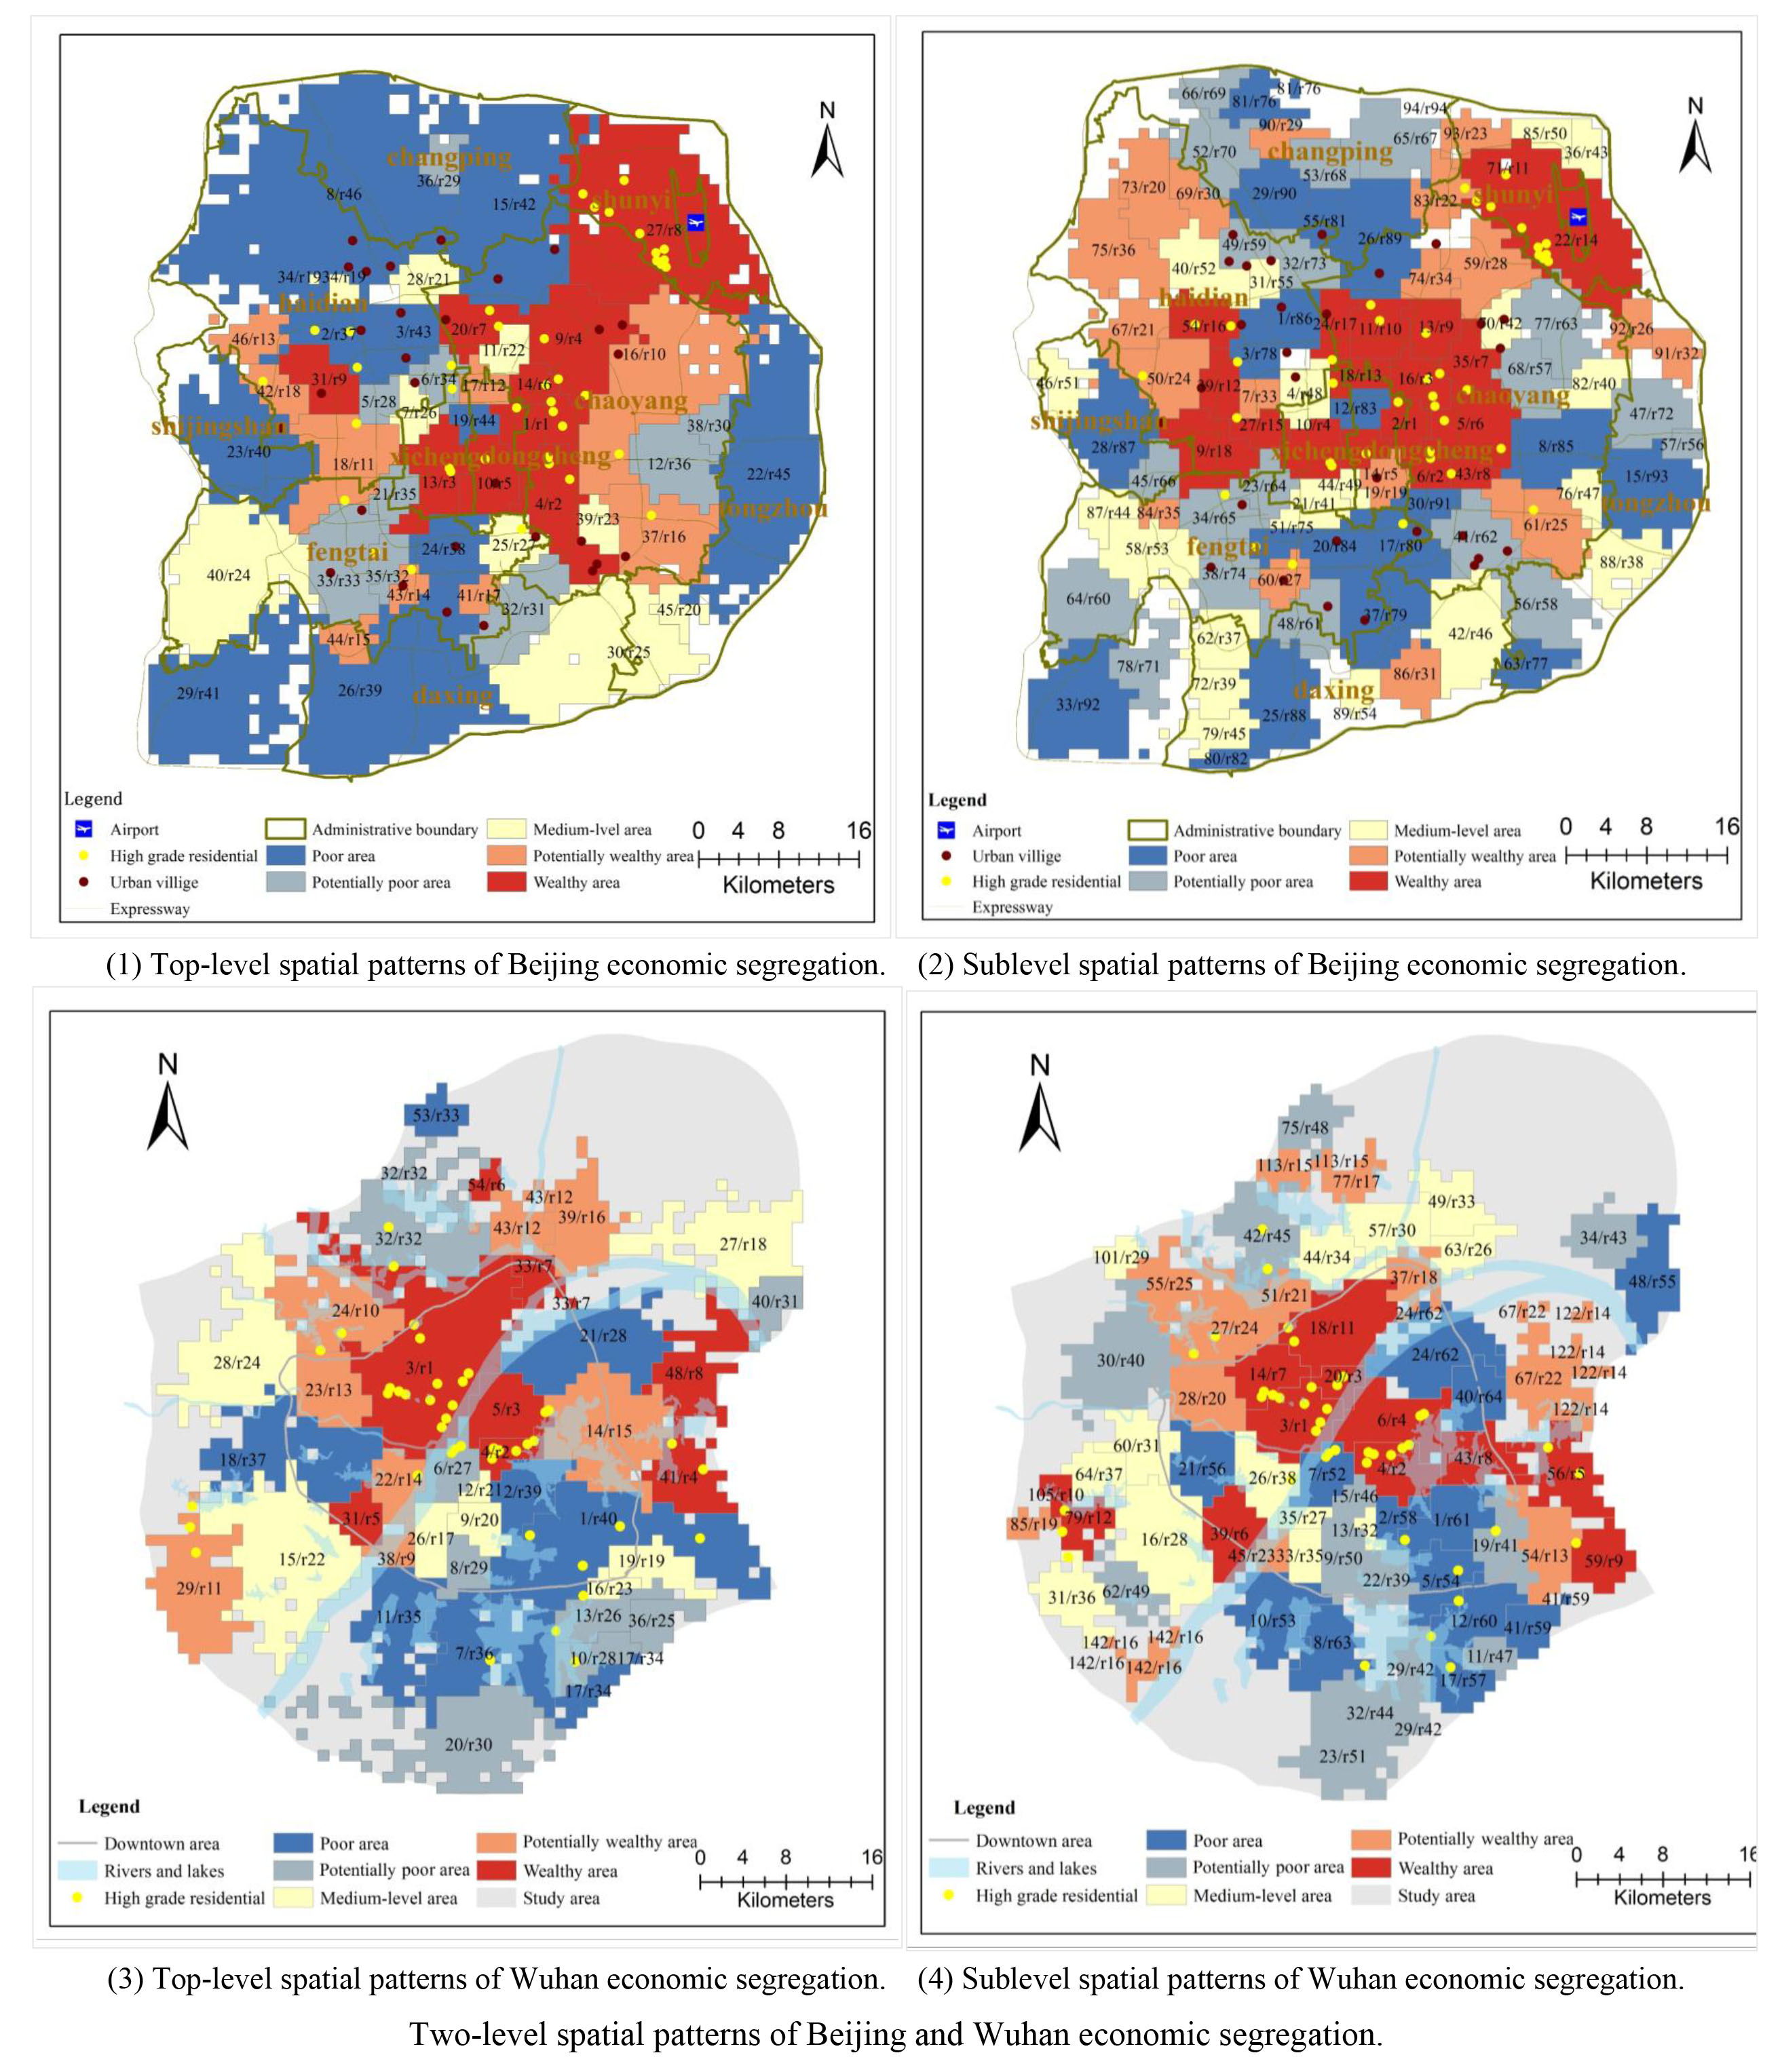 N
changping
36/r29
8/r46
15/r42
shunyi
27/r8
34/r19
34/r19
28/r21
haidian
2/r37
3/r43
20/r7
9/r4
46/r13
11/r22
16/r10
31/r9
6/r34
17/r12
14/r6
42/r18
5/r28
7/r26
chaoyang
19/r44
1/r1
38/r30
23/r40
18/r11
xicheng
dongcheng
12/r36
22/r45
13/r3
10/r5
21/r35
4/r2
tongzhou
39/r23
37/r16
fengtai
25/r27
40/r24
33/r33
35/r32
43/r14
41/r17
32/r31
45/r20
44/r15
30/r25
29/r41
26/r39
daxing
Legend
Airport
High grade residential
Urban villige
Expressway
Administrative boundary
Poor area
Potentially poor area
Medium-lvel area
Potentially wealthy area
Wealthy area
0 4 8 16
Kilometers
N
66/r69
81/r76
81/r76
94/r94
90/r29
65/r67
93/r23
85/r50
52/r70
changping
36/r43
53/r68
71/r11
73/r20
69/r30
29/r90
83/r22
shunyi
55/r81
49/r59
26/r89
22/r14
75/r36
40/r52
32/r73
59/r28
31/r55
74/r34
haidian
1/r86
24/r17
11/r10
13/r9
70/r42
77/r63
67/r21
54/r16
92/r26
3/r78
35/r7
91/r32
68/r57
46/r51
50/r24
39/r12
7/r33
18/r13
16/r3
82/r40
4/r48
chaoyang
12/r83
47/r72
shijingshan
27/r15
10/r4
2/r1
5/r6
28/r87
9/r18
xicheng
dongcheng
8/r85
57/r56
45/r66
23/r64
44/r49
14/r5
6/r2
43/r8
15/r93
21/r41
19/r19
30/r91
76/r47
tongzhou
87/r44
84/r35
34/r65
51/r75
61/r25
58/r53
fengtai
20/r84
17/r80
41/r62
38/r74
60/r27
88/r38
64/r60
48/r61
37/r79
56/r58
62/r37
42/r46
78/r71
63/r77
72/r39
86/r31
daxing
33/r92
25/r88
89/r54
79/r45
80/r82
Legend
Airport
Urban villige
High grade residential
Expressway
Administrative boundary
Poor area
Potentially poor area
Medium-level area
Potentially wealthy area
Wealthy area
0 4 8 16
Kilometers
(1) Top-level spatial patterns of Beijing economic segregation.
(2) Sublevel spatial patterns of Beijing economic segregation.
N
53/r33
32/r32
54/r6
43/r12
39/r16
43/r12
32/r32
27/r18
33/r7
33/r7
40/r31
24/r10
21/r28
28/r24
3/r1
48/r8
23/r13
5/r3
14/r15
4/r2
18/r37
22/r14
6/r27
41/r4
31/r5
9/r20
1/r40
26/r17
38/r9
15/r22
8/r29
19/r19
29/r11
16/r23
11/r35
13/r26
36/r25
7/r36
17/r34
17/r34
20/r30
Legend
Downtown area
Rivers and lakes
High grade residential
Poor area
Potentially poor area
Medium-level area
Potentially wealthy area
Wealthy area
Study area
0 4 8 16
Kilometers
N
75/r48
113/r15
113/r15
77/r17
49/r33
42/r45
57/r30
34/r43
101/r29
44/r34
63/r26
55/r25
37/r18
48/r55
51/r21
24/r62
67/r22
122/r14
27/r24
18/r11
30/r40
24/r62
122/r14
14/r7
20/r3
67/r22
122/r14
28/r20
40/r64
3/r1
6/r4
122/r14
60/r31
21/r56
64/r37
26/r38
7/r52
4/r2
43/r8
56/r5
105/r10
15/r46
85/r19
79/r12
35/r27
2/r58
1/r61
16/r28
39/r6
13/r32
19/r41
45/r23
33/r35
9/r50
54/r13
59/r9
62/r49
22/r39
5/r54
31/r36
41/r59
10/r53
12/r60
41/r59
142/r16
142/r16
8/r63
11/r47
142/r16
142/r16
29/r42
17/r57
32/r44
29/r42
23/r51
Legend
Downtown area
Rivers and lakes
High grade residential
Poor area
Potentially poor area
Medium-level area
Potentially wealthy area
Wealthy area
Study area
0 4 8
Kilometers
(3) Top-level spatial patterns of Wuhan economic segregation.
(4) Sublevel spatial patterns of Wuhan economic segregation.
Two-level spatial patterns of Beijing and Wuhan economic segregation.